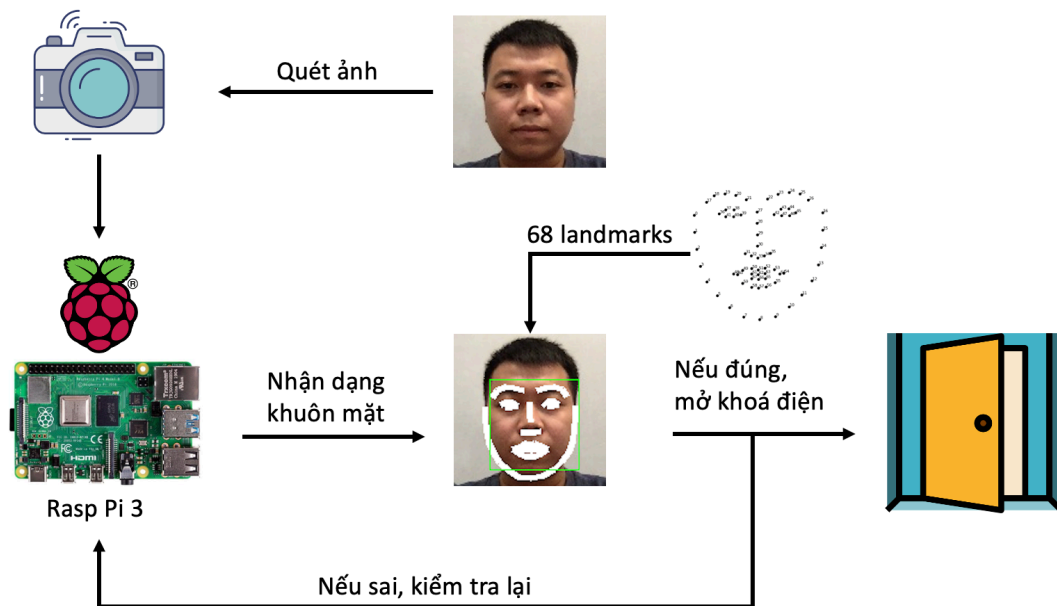 Quét ảnh
68 landmarks
®
Nhận dạng
khuôn mặt
Nếu đúng,
mở khoá điện
HDMI
Rasp Pi 3
Nếu sai, kiểm tra lại